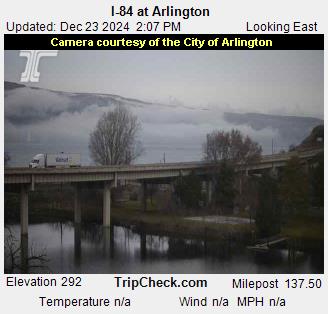 I-84 at Arlington
Updated: Dec 23 2024 2:07 PM Looking East
Camera courtesy of the City of Arlington
Elevation 292 TripCheck.com Milepost 137.50
Temperature n/a Wind n/a MPH n/a